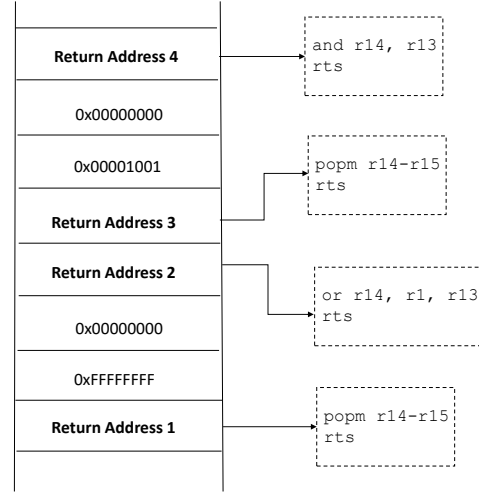 Return Address 4
0x00000000
0x00001001
Return Address 3
Return Address 2
0x00000000
0xFFFFFFFF
Return Address 1
and r14, r13
rts
popm r14-r15
rts
or r14, r1, r13
rts
popm r14-r15
rts